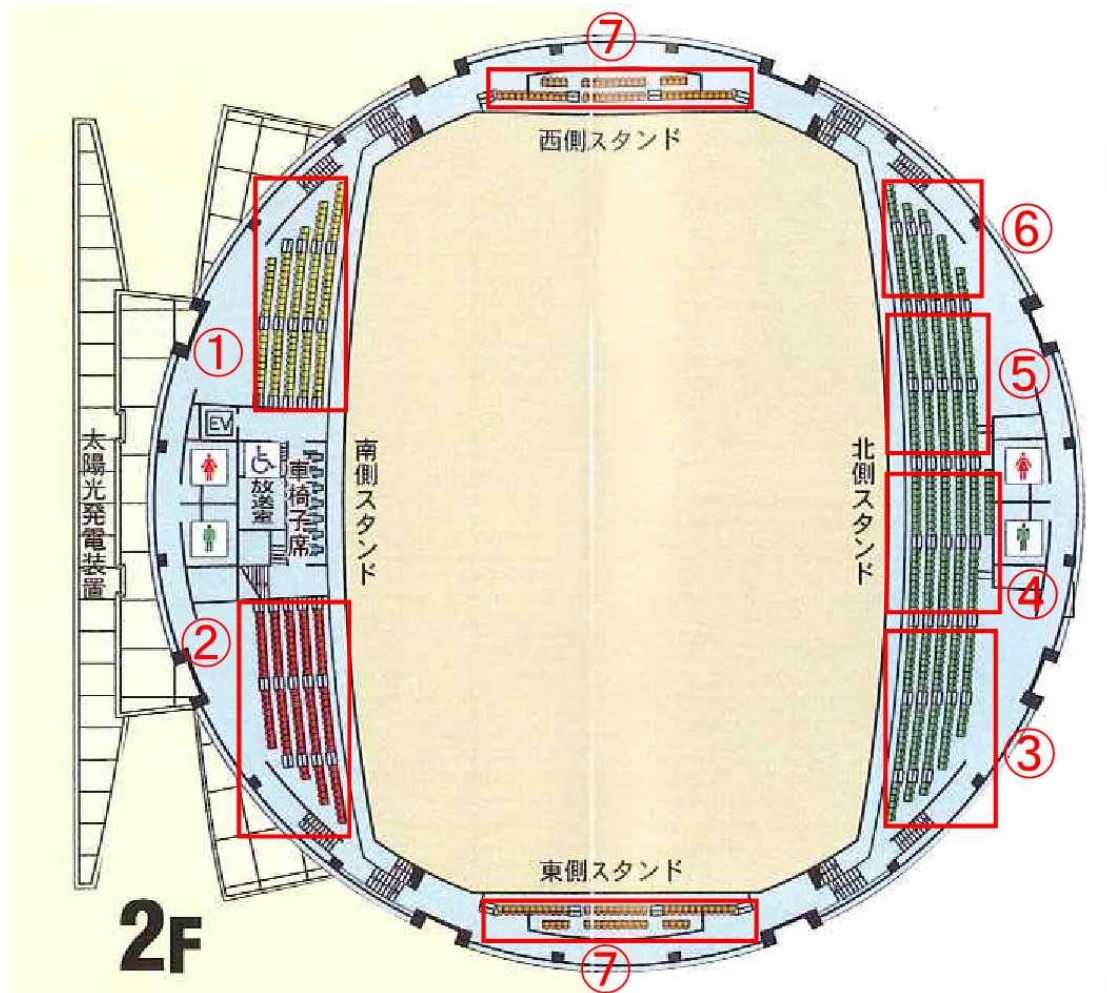 ⑦
西側スタンド
⑥
①
⑤
EV
太陽光発電装置
放送室
車椅子席
南側スタンド
北側スタンド
④
②
③
東側スタンド
2F
⑦